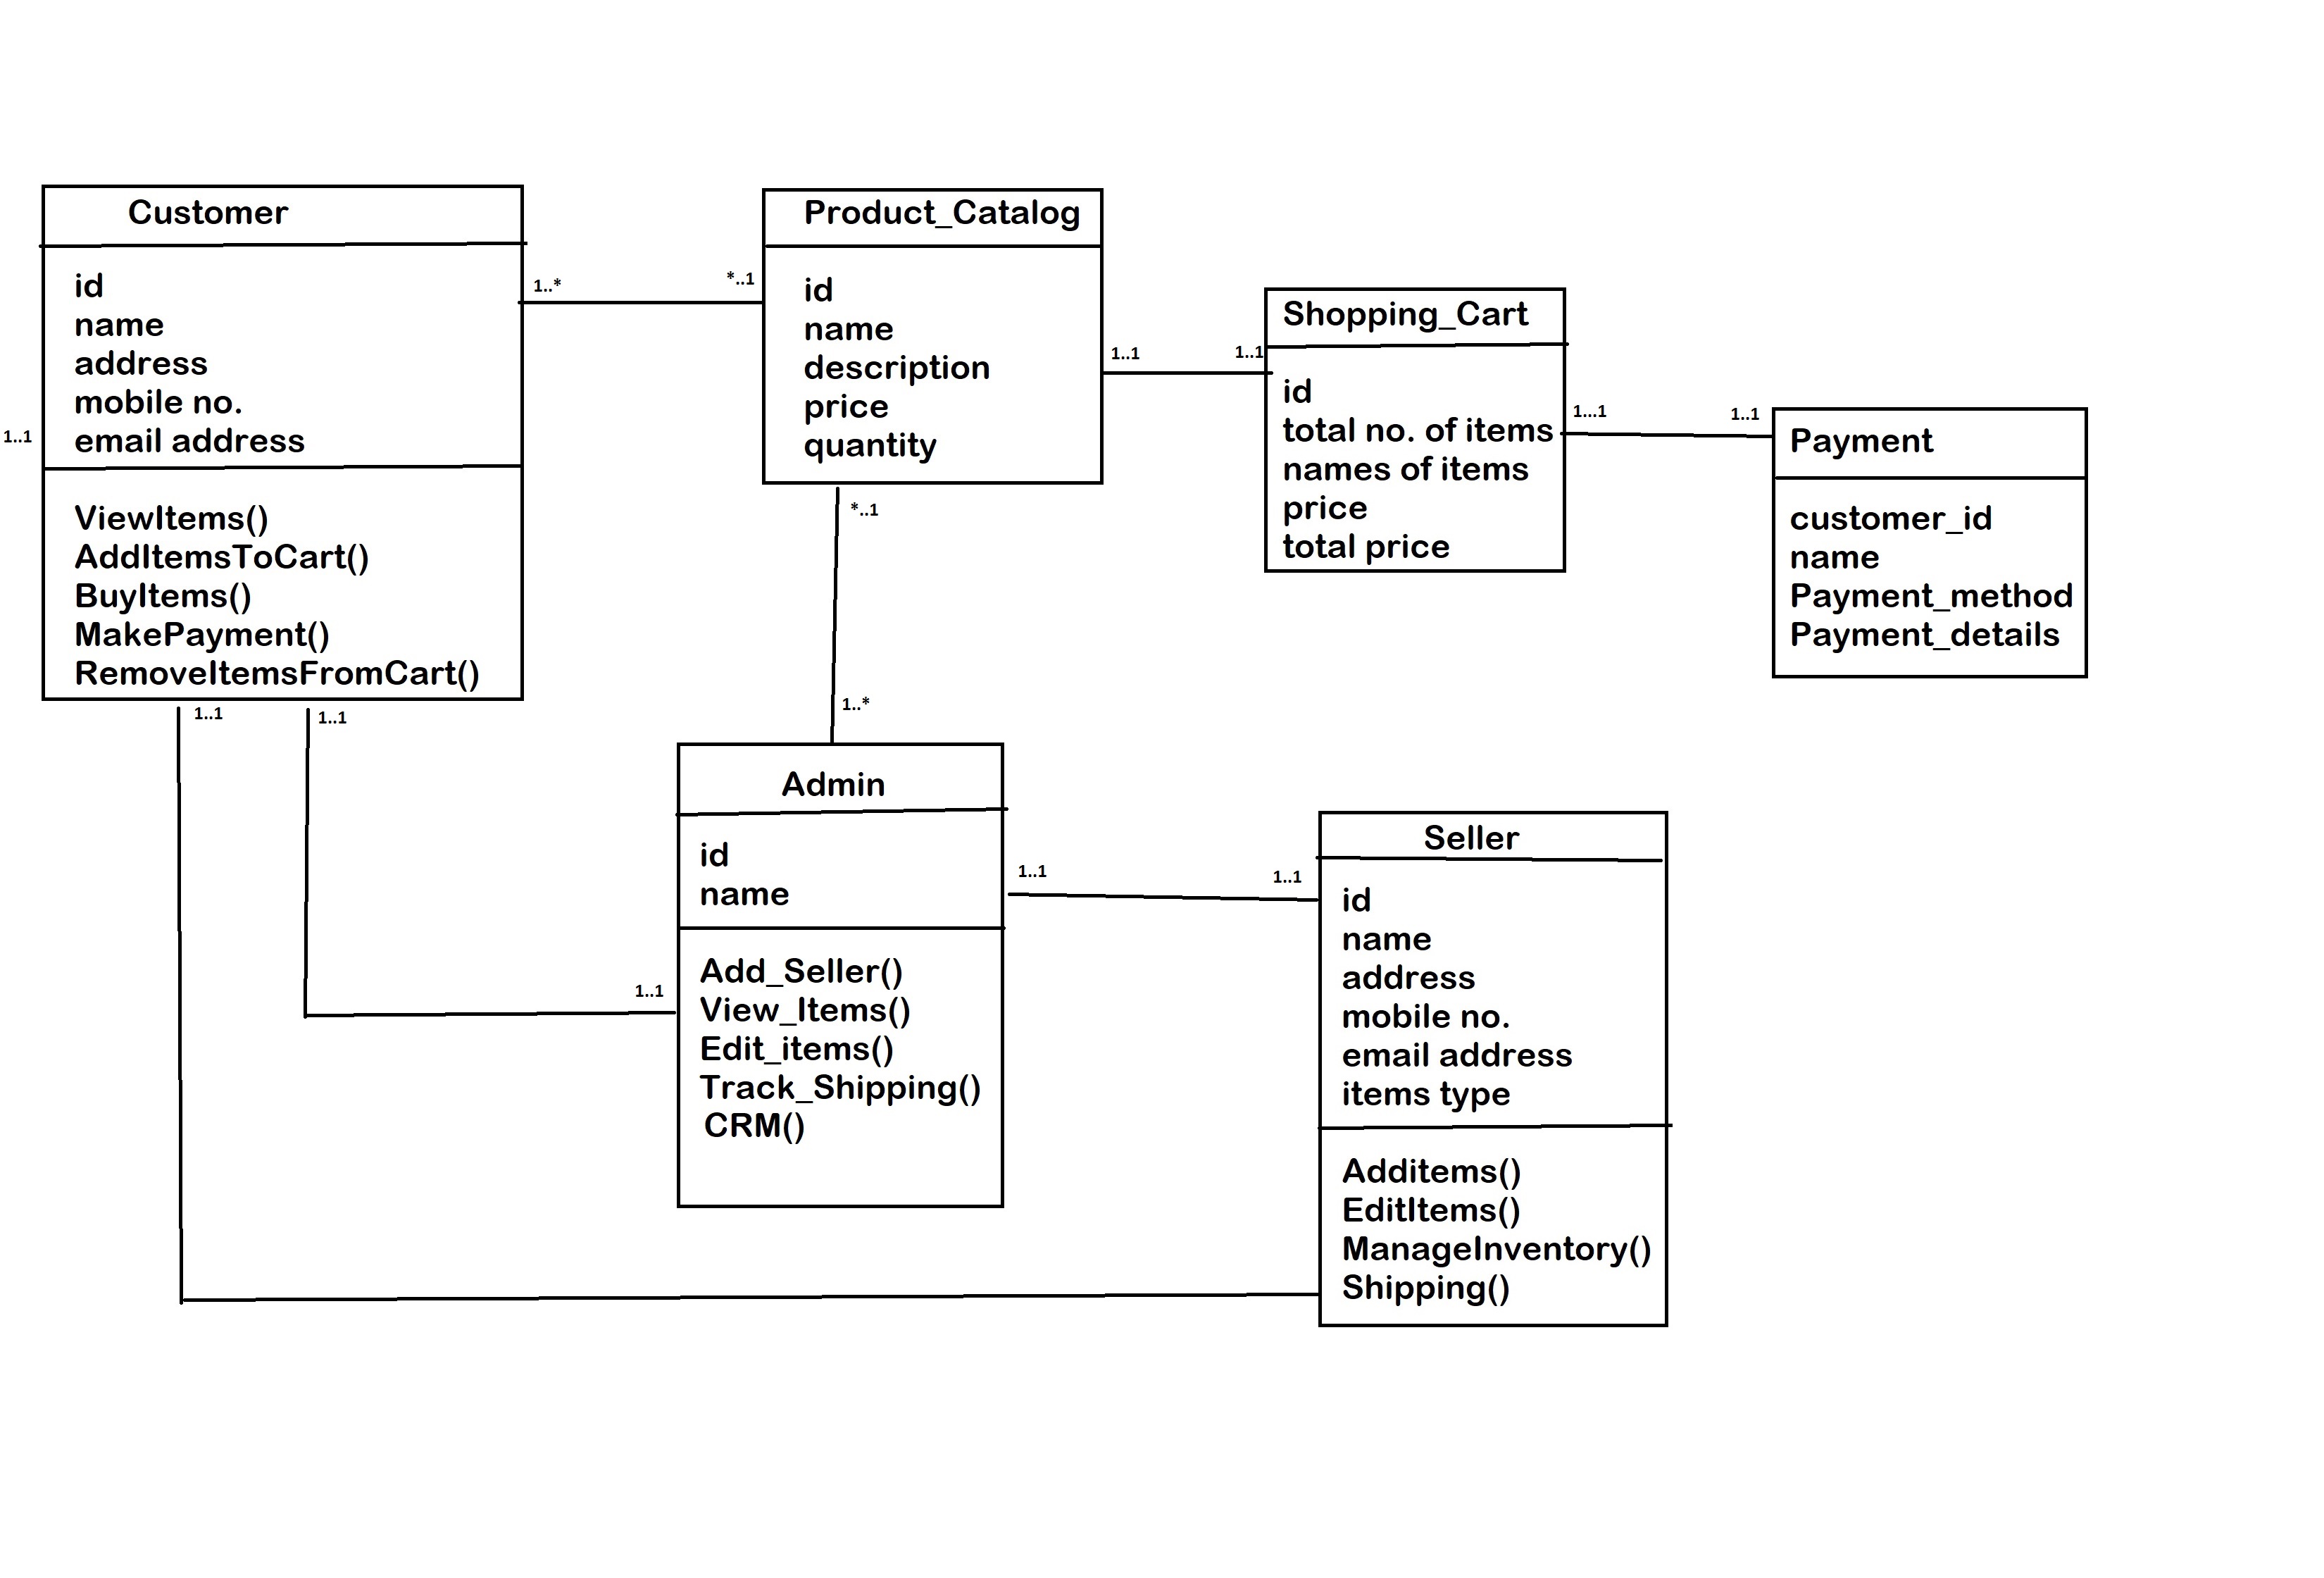 Customer
id
name
address
mobile no.
email address
ViewItems()
AddItemsToCart()
BuyItems()
MakePayment()
RemoveItemsFromCart()
1..1
1..*
*..1
Product_Catalog
id
name
description
price
quantity
1..1
1..1
Shopping_Cart
id
total no. of items
names of items
price
total price
1...1
1..1
Payment
customer_id
name
Payment_method
Payment_details
*..1
1..*
1..1
1..1
1..1
Admin
id
name
Add_Seller()
View_Items()
Edit_items()
Track_Shipping()
CRM()
1..1
1..1
Seller
id
name
address
mobile no.
email address
items type
Additems()
EditItems()
ManageInventory()
Shipping()